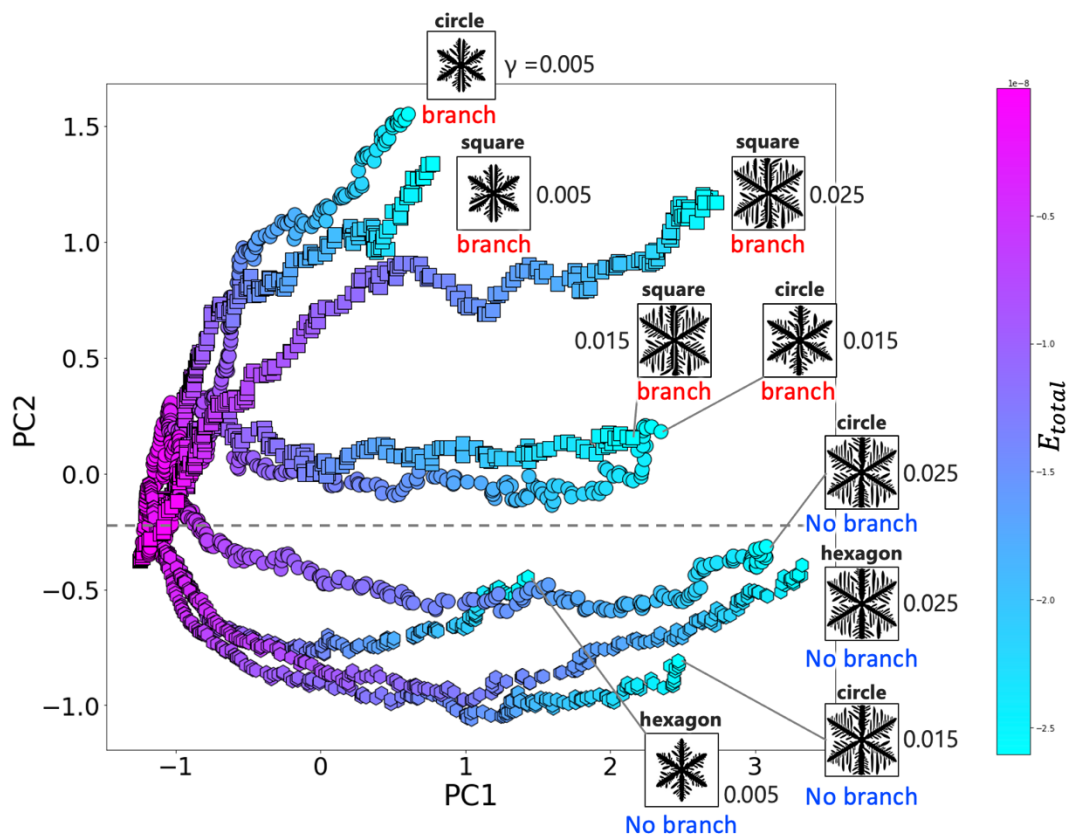 circle
γ = 0.005
branch
square
0.005
branch
square
0.025
branch
square
0.015
branch
circle
0.015
branch
circle
0.025
No branch
hexagon
0.025
No branch
circle
0.015
No branch
hexagon
0.005
No branch
1.5
1.0
0.5
0.0
−0.5
−1.0
PC2
−1
0
1
2
3
PC1
1e−8
−0.5
−1.0
−1.5
−2.0
−2.5
E_total